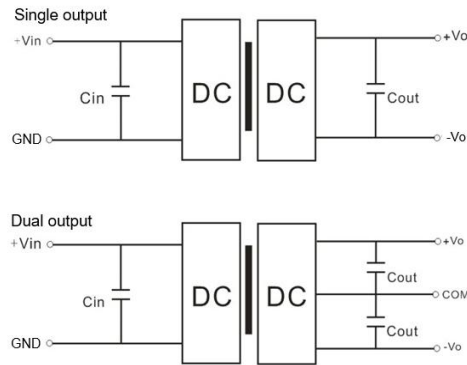 Single output
+Vin
+Vo
Cin
DC
DC
Cout
GND
-Vo
Dual output
+Vin
+Vo
Cout
Cin
DC
DC
COM
Cout
GND
-Vo